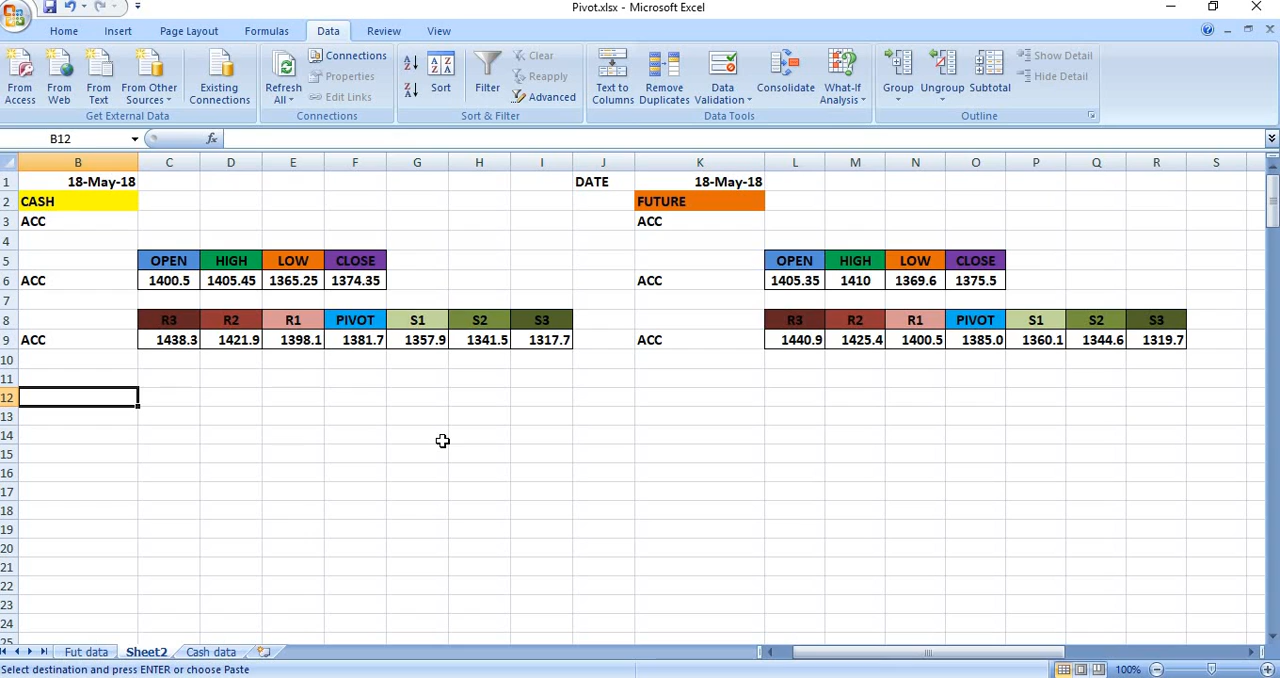 Pivot.xlsx - Microsoft Excel
Home Insert Page Layout Formulas Data Review View
From Access
From Web
From Text
From Other Sources
Existing Connections
Get External Data
Refresh All
Connections
Properties
Edit Links
Connections
Sort
Filter
Clear
Reapply
Advanced
Sort & Filter
Text to Columns
Remove Duplicates
Data Validation
Consolidate
What-If Analysis
Data Tools
Group
Ungroup
Subtotal
Show Detail
Hide Detail
Outline
B12 fx
B C D E F G H I J K L M N O P Q R S
1 18-May-18 DATE 18-May-18
2 CASH FUTURE
3 ACC ACC
4
5 OPEN HIGH LOW CLOSE OPEN HIGH LOW CLOSE
6 ACC 1400.5 1405.45 1365.25 1374.35 ACC 1405.35 1410 1369.6 1375.5
7
8 R3 R2 R1 PIVOT S1 S2 S3 R3 R2 R1 PIVOT S1 S2 S3
9 ACC 1438.3 1421.9 1398.1 1381.7 1357.9 1341.5 1317.7 ACC 1440.9 1425.4 1400.5 1385.0 1360.1 1344.6 1319.7
10
11
12
13
14
15
16
17
18
19
20
21
22
23
24
25
Fut data Sheet2 Cash data
Select destination and press ENTER or choose Paste 100%